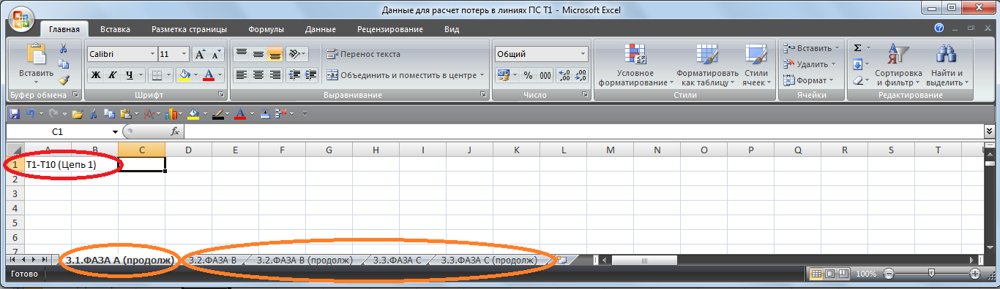 Данные для расчет потерь в линиях ПС Т1 - Microsoft Excel
Главная Вставка Разметка страницы Формулы Данные Рецензирование Вид
Calibri 11 Перенос текста Общий Вставить
Вставить Удалить
Ж К Ч Объединить и поместить в центре % 000 Условное форматирование Форматировать как таблицу Стили ячеек Формат Сортировка и фильтр Найти и выделить
Буфер обмена Шрифт Выравнивание Число Стили Ячейки Редактирование
C1 fx
A B C D E F G H I J K L M N O P Q R S T U
1 Т1-Т10 (Цепь 1)
2
3
4
5
6
7
3.1.ФАЗА А (продолж) 3.2.ФАЗА В 3.2.ФАЗА В (продолж) 3.3.ФАЗА С 3.3.ФАЗА С (продолж)
Готово 100%